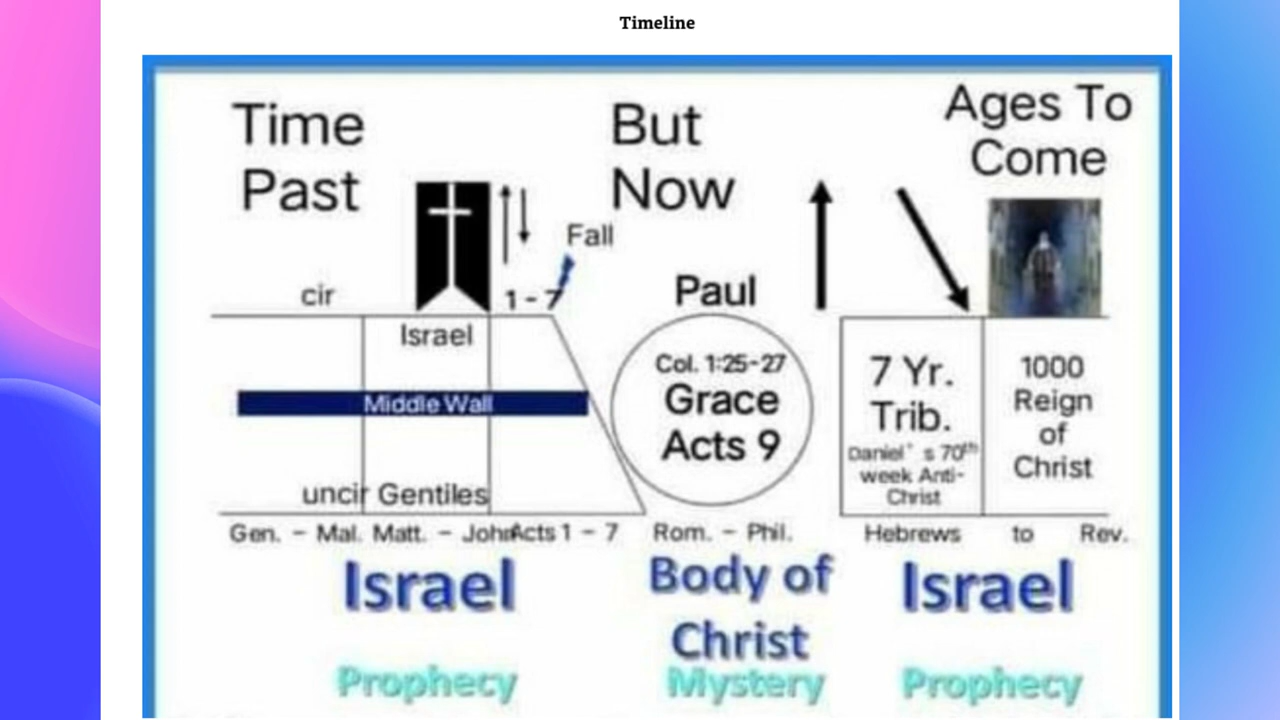 Timeline
Time
Past
But
Now
Ages To
Come
Fall
cir
1 - 7
Paul
Israel
Middle Wall
uncir Gentiles
Col. 1:25-27
Grace
Acts 9
7 Yr.
Trib.
Daniel's 70th
week Anti-
Christ
1000
Reign
of
Christ
Gen. - Mal. Matt. - John Acts 1 - 7 Rom. - Phil. Hebrews to Rev.
Israel
Body of
Christ
Israel
Prophecy
Mystery
Prophecy